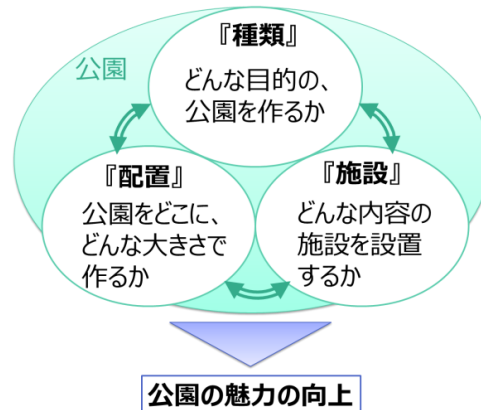 公園
『種類』
どんな目的の、
公園を作るか
『配置』
公園をどこに、
どんな大きさで
作るか
『施設』
どんな内容の
施設を設置
するか
公園の魅力の向上